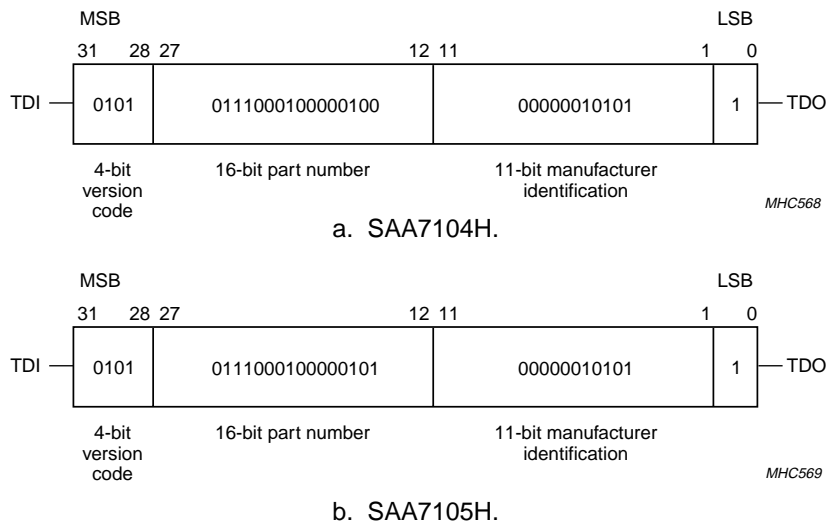 MSB LSB
31 28 27 12 11 1 0
TDI 0101 0111000100000100 00000010101 1 TDO
4-bit 16-bit part number 11-bit manufacturer
version identification
code
MHC568
a. SAA7104H.
MSB LSB
31 28 27 12 11 1 0
TDI 0101 0111000100000101 00000010101 1 TDO
4-bit 16-bit part number 11-bit manufacturer
version identification
code
MHC569
b. SAA7105H.